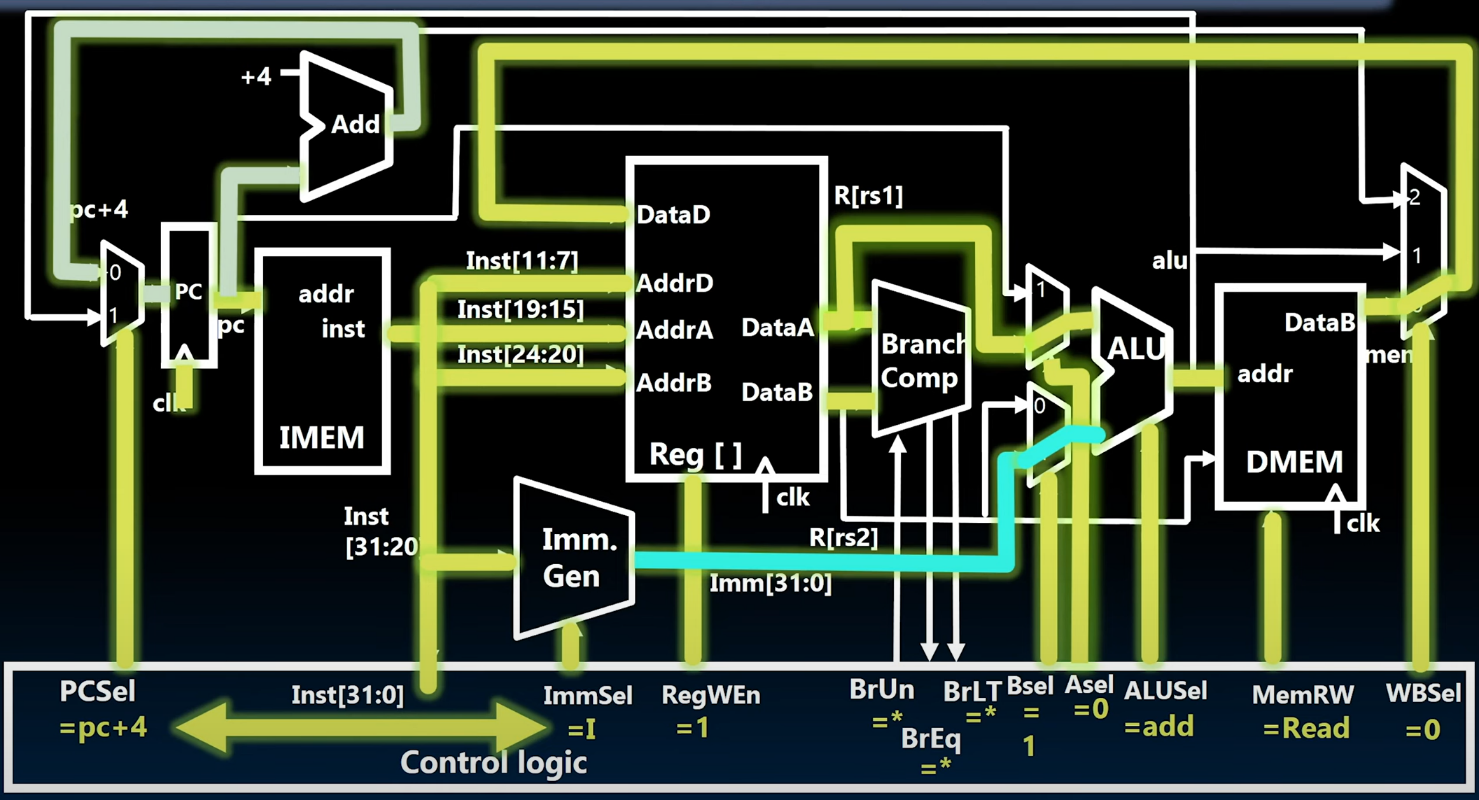 +4
Add
pc+4
0
1
PC
pc
clk
addr
inst
IMEM
Inst[11:7]
Inst[19:15]
Inst[24:20]
DataD
AddrD
AddrA
AddrB
DataA
DataB
Reg [ ]
clk
R[rs1]
Branch
Comp
1
0
ALU
alu
DataB
addr
DMEM
clk
2
1
Inst
[31:20]
Imm.
Gen
R[rs2]
Imm[31:0]
PCSel
=pc+4
Inst[31:0]
Control logic
ImmSel
=I
RegWEn
=1
BrUn
=*
BrEq
=*
BrLT
=*
Bsel
=
1
Asel
=0
ALUSel
=add
MemRW
=Read
WBSel
=0